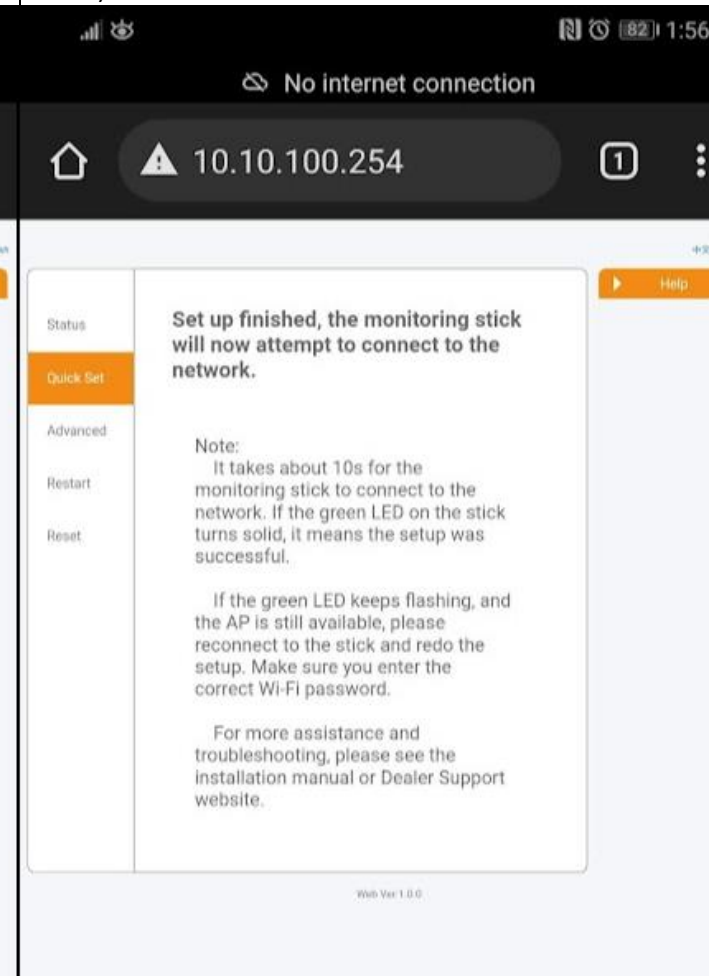 82 1:56
No internet connection
10.10.100.254
1
中文
Help
Status
Set up finished, the monitoring stick
will now attempt to connect to the
network.
Quick Set
Advanced
Note:
It takes about 10s for the
Restart
monitoring stick to connect to the
network. If the green LED on the stick
Reset
turns solid, it means the setup was
successful.
If the green LED keeps flashing, and
the AP is still available, please
reconnect to the stick and redo the
setup. Make sure you enter the
correct Wi-Fi password.
For more assistance and
troubleshooting, please see the
installation manual or Dealer Support
website.
Web Ver:1.0.0